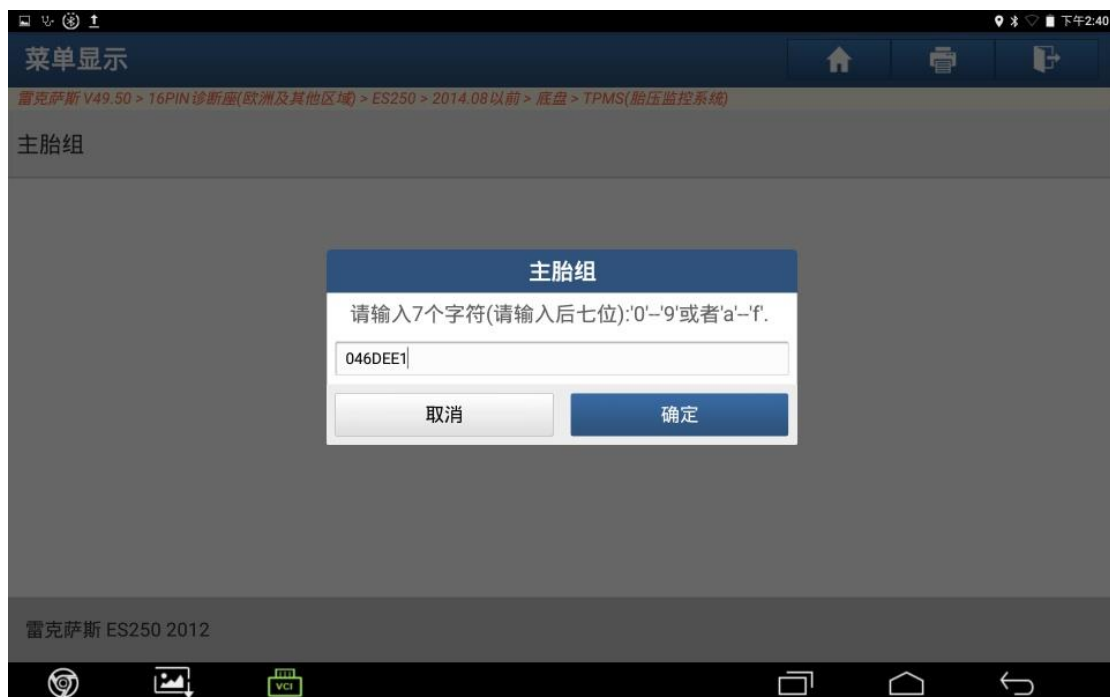 下午2:40
菜单显示
雷克萨斯 V49.50 > 16PIN诊断座(欧洲及其他区域) > ES250 > 2014.08以前 > 底盘 > TPMS(胎压监控系统)
主胎组
主胎组
请输入7个字符(请输入后七位):'0'--'9'或者'a'--'f'.
046DEE1
取消
确定
雷克萨斯 ES250 2012
VCI